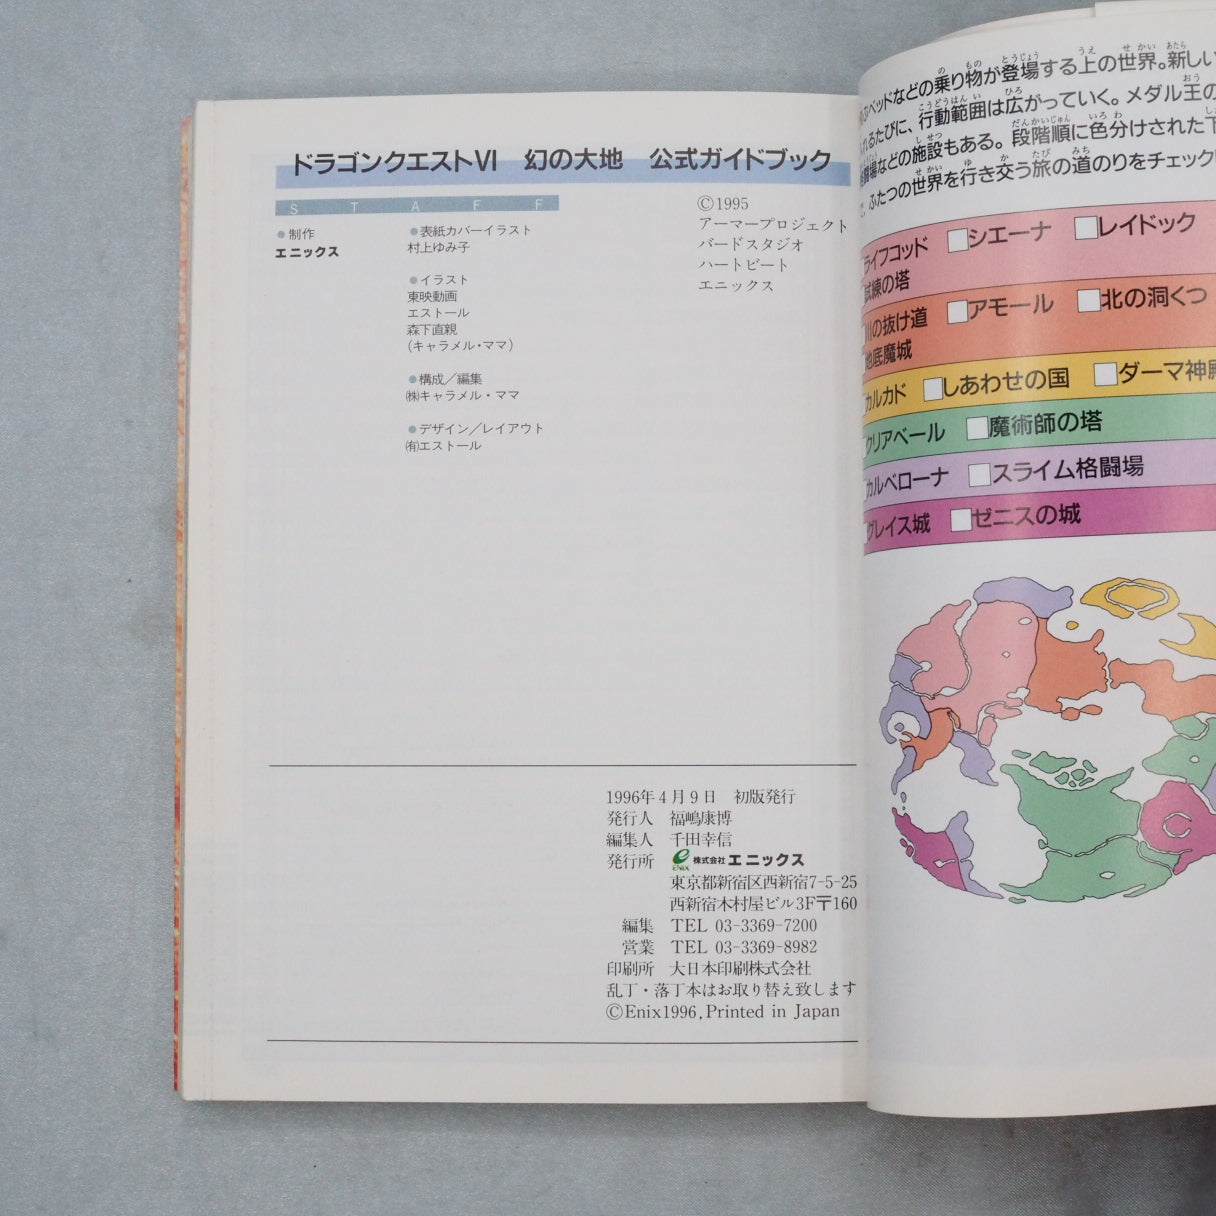 ドラゴンクエストⅥ 幻の大地 公式ガイドブック
STAFF
●制作
エニックス
●表紙カバーイラスト
村上ゆみ子
●イラスト
東映動画
エストール
森下直親
(キャラメル・ママ)
●構成／編集
㈱キャラメル・ママ
●デザイン／レイアウト
㈲エストール
©1995
アーマープロジェクト
バードスタジオ
ハートビート
エニックス
1996年4月9日 初版発行
発行人 福嶋康博
編集人 千田幸信
発行所 ENIX 株式会社エニックス
東京都新宿区西新宿7-5-25
西新宿木村屋ビル3F〒160
編集 TEL 03-3369-7200
営業 TEL 03-3369-8982
印刷所 大日本印刷株式会社
乱丁・落丁本はお取り替え致します
©Enix1996,Printed in Japan
ベッドなどの乗り物が登場する上の世界。新しい
れるたびに、行動範囲は広がっていく。メダル王の
場などの施設もある。段階順に色分けされた下
、ふたつの世界を行き交う旅の道のりをチェック
ライフコッド □シエーナ □レイドック
試練の塔
の抜け道 □アモール □北の洞くつ
地底魔城
カルカド □しあわせの国 □ダーマ神殿
クリアベール □魔術師の塔
カルベローナ □スライム格闘場
グレイス城 □ゼニスの城